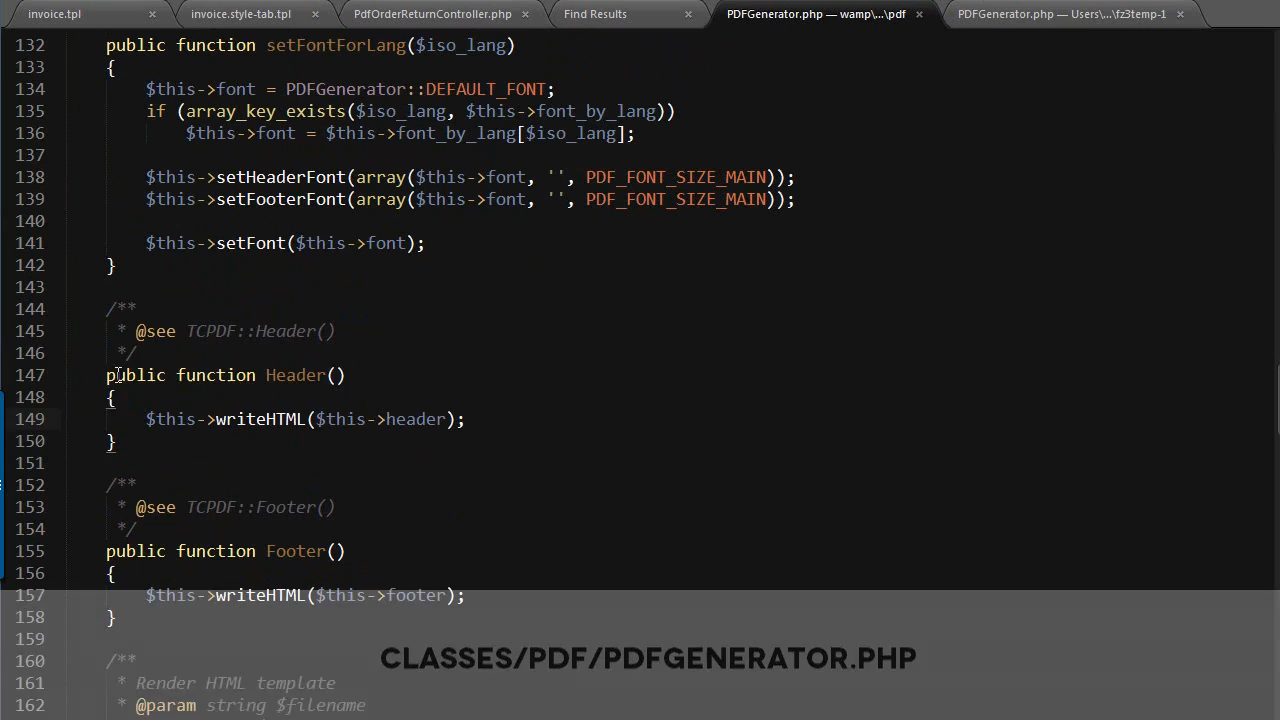 invoice.tpl × invoice.style-tab.tpl × PdfOrderReturnController.php × Find Results × PDFGenerator.php — wamp\...\pdf × PDFGenerator.php — Users\...\fz3temp-1 ×
132 public function setFontForLang($iso_lang)
133 {
134 $this->font = PDFGenerator::DEFAULT_FONT;
135 if (array_key_exists($iso_lang, $this->font_by_lang))
136 $this->font = $this->font_by_lang[$iso_lang];
137
138 $this->setHeaderFont(array($this->font, '', PDF_FONT_SIZE_MAIN));
139 $this->setFooterFont(array($this->font, '', PDF_FONT_SIZE_MAIN));
140
141 $this->setFont($this->font);
142 }
143
144 /**
145 * @see TCPDF::Header()
146 */
147 public function Header()
148 {
149 $this->writeHTML($this->header);
150 }
151
152 /**
153 * @see TCPDF::Footer()
154 */
155 public function Footer()
156 {
157 $this->writeHTML($this->footer);
158 }
159
160 /**
161 * Render HTML template
162 * @param string $filename
CLASSES/PDF/PDFGENERATOR.PHP